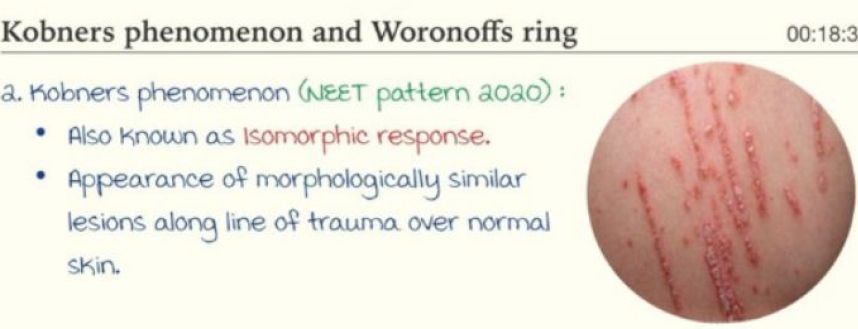 Kobners phenomenon and Woronoffs ring
00:18:3
2. Kobners phenomenon (NEET pattern 2020) :
• Also known as Isomorphic response.
• Appearance of morphologically similar
lesions along line of trauma over normal
skin.